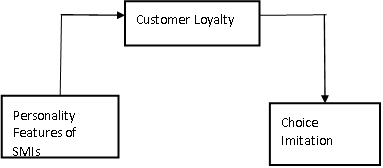 Customer Loyalty
Personality
Features of
SMIs
Choice
Imitation